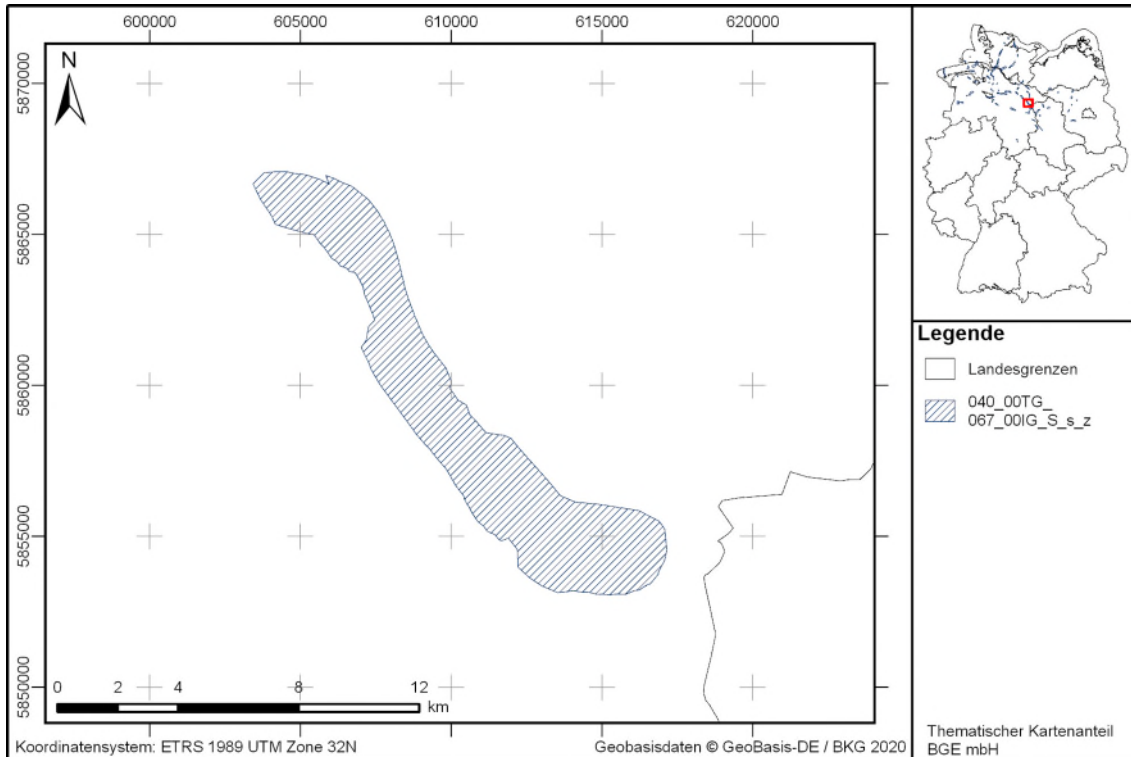 600000 605000 610000 615000 620000
5870000
N
5865000
5860000
5855000
5850000
0 2 4 8 12
km
Koordinatensystem: ETRS 1989 UTM Zone 32N
Geobasisdaten © GeoBasis-DE / BKG 2020
Legende
Landesgrenzen
040_00TG_
067_00IG_S_s_z
Thematischer Kartenanteil
BGE mbH